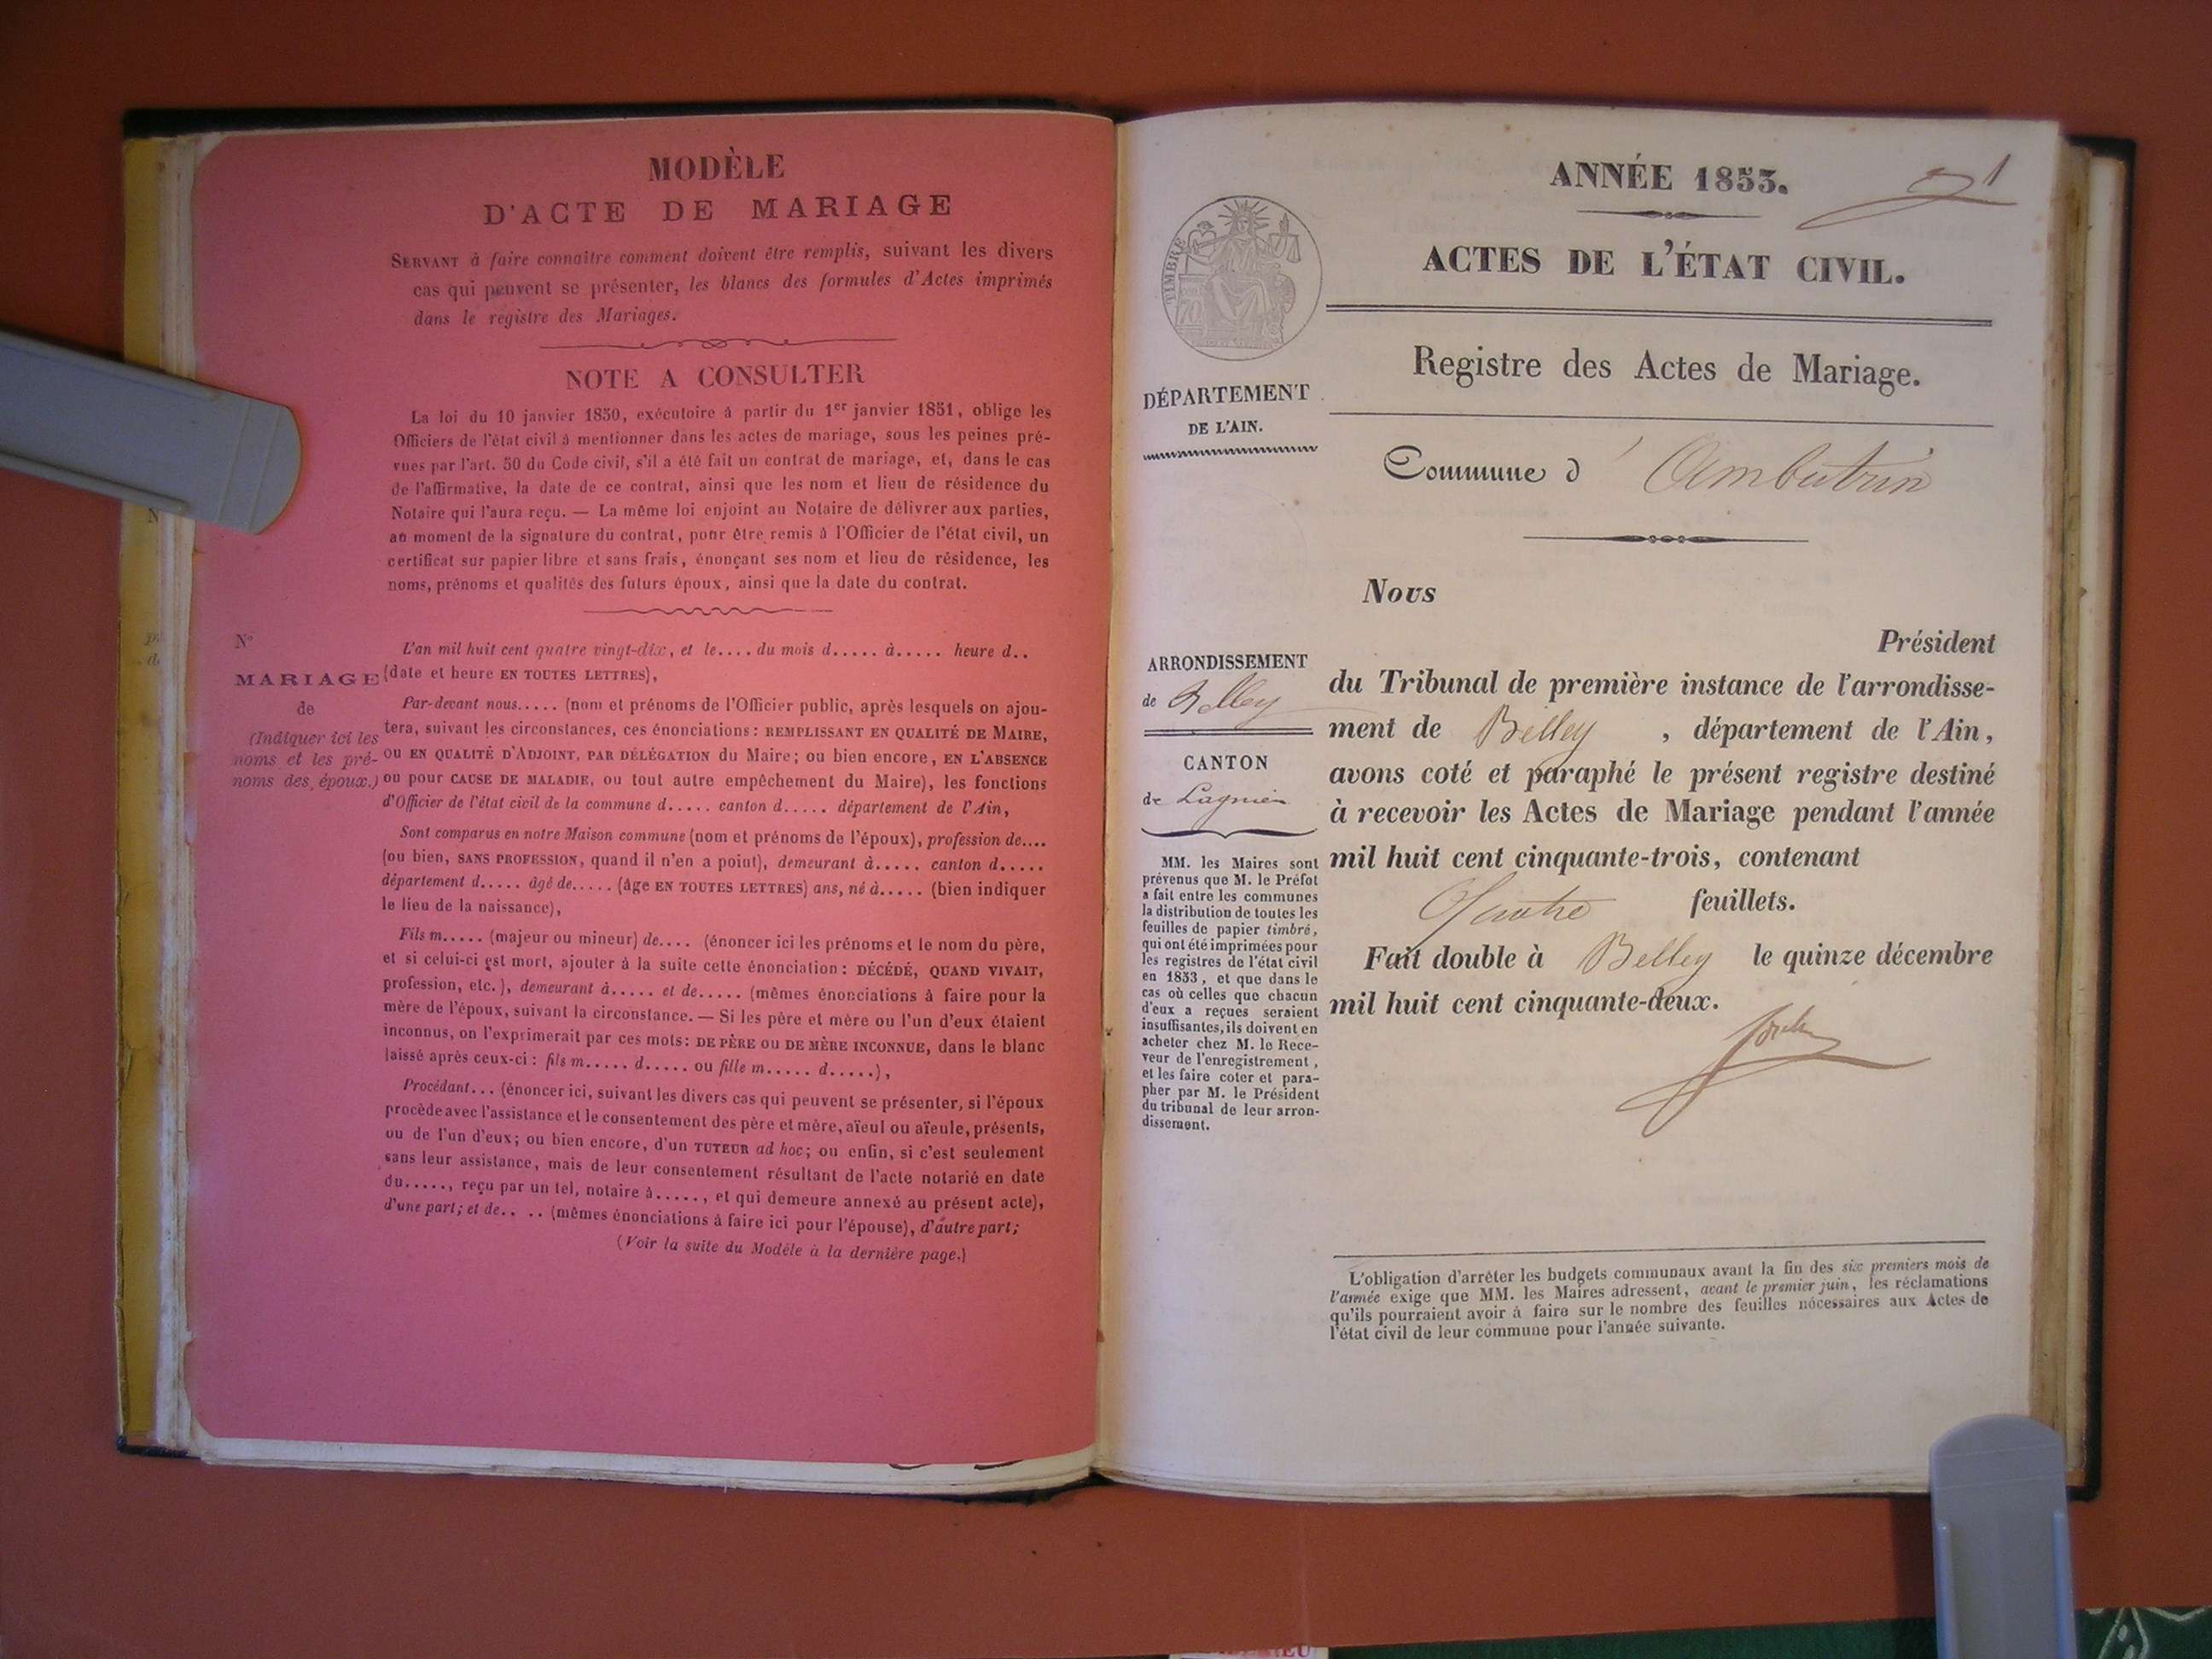 MODÈLE
D'ACTE DE MARIAGE
SERVANT à faire connaître comment doivent être remplis, suivant les divers
cas qui peuvent se présenter, les blancs des formules d'Actes imprimés
dans le registre des Mariages.
NOTE A CONSULTER
La loi du 10 janvier 1850, exécutoire à partir du 1er janvier 1851, oblige les
Officiers de l'état civil à mentionner dans les actes de mariage, sous les peines pré-
vues par l'art. 50 du Code civil, s'il a été fait un contrat de mariage, et, dans le cas
de l'affirmative, la date de ce contrat, ainsi que les nom et lieu de résidence du
Notaire qui l'aura reçu. — La même loi enjoint au Notaire de délivrer aux parties,
au moment de la signature du contrat, pour être remis à l'Officier de l'état civil, un
certificat sur papier libre et sans frais, énonçant ses nom et lieu de résidence, les
noms, prénoms et qualités des futurs époux, ainsi que la date du contrat.
N°
MARIAGE
de
(Indiquer ici les
noms et les pré-
noms des époux.)
L'an mil huit cent quatre vingt-dix, et le.... du mois d..... à..... heure d..
(date et heure EN TOUTES LETTRES),
Par-devant nous..... (nom et prénoms de l'Officier public, après lesquels on ajou-
tera, suivant les circonstances, ces énonciations : REMPLISSANT EN QUALITÉ DE MAIRE,
OU EN QUALITÉ D'ADJOINT, PAR DÉLÉGATION du Maire; ou bien encore, EN L'ABSENCE
ou pour CAUSE DE MALADIE, ou tout autre empêchement du Maire), les fonctions
d'Officier de l'état civil de la commune d..... canton d..... département de l'Ain,
Sont comparus en notre Maison commune (nom et prénoms de l'époux), profession de....
(ou bien, SANS PROFESSION, quand il n'en a point), demeurant à..... canton d.....
département d..... âgé de..... (âge EN TOUTES LETTRES) ans, né à..... (bien indiquer
le lieu de la naissance),
Fils m..... (majeur ou mineur) de.... (énoncer ici les prénoms et le nom du père,
et si celui-ci est mort, ajouter à la suite cette énonciation : DÉCÉDÉ, QUAND VIVAIT,
profession, etc.), demeurant à..... et de..... (mêmes énonciations à faire pour la
mère de l'époux, suivant la circonstance. — Si les père et mère ou l'un d'eux étaient
inconnus, on l'exprimerait par ces mots: DE PÈRE OU DE MÈRE INCONNUE, dans le blanc
laissé après ceux-ci : fils m..... d..... ou fille m..... d.....),
Procédant... (énoncer ici, suivant les divers cas qui peuvent se présenter, si l'époux
procède avec l'assistance et le consentement des père et mère, aïeul ou aïeule, présents,
ou de l'un d'eux; ou bien encore, d'un TUTEUR ad hoc; ou enfin, si c'est seulement
sans leur assistance, mais de leur consentement résultant de l'acte notarié en date
du....., reçu par un tel, notaire à....., et qui demeure annexé au présent acte),
d'une part; et de.. .. (mêmes énonciations à faire ici pour l'épouse), d'autre part;
(Voir la suite du Modèle à la dernière page.)
ANNÉE 1853.
1
ACTES DE L'ÉTAT CIVIL.
TIMBRE
Registre des Actes de Mariage.
DÉPARTEMENT
DE L'AIN.
Commune d' Ambutrix
Nous
Président
du Tribunal de première instance de l'arrondisse-
ment de Belley , département de l'Ain,
avons coté et paraphé le présent registre destiné
à recevoir les Actes de Mariage pendant l'année
mil huit cent cinquante-trois, contenant
Quatre feuillets.
Fait double à Belley le quinze décembre
mil huit cent cinquante-deux.
ARRONDISSEMENT
de Belley
CANTON
de Lagnieu
MM. les Maires sont
prévenus que M. le Préfet
a fait entre les communes
la distribution de toutes les
feuilles de papier timbré,
qui ont été imprimées pour
les registres de l'état civil
en 1853, et que dans le
cas où celles que chacun
d'eux a reçues seraient
insuffisantes, ils doivent en
acheter chez M. le Rece-
veur de l'enregistrement,
et les faire coter et para-
pher par M. le Président
du tribunal de leur arron-
dissement.
L'obligation d'arrêter les budgets communaux avant la fin des six premiers mois de
l'année exige que MM. les Maires adressent, avant le premier juin, les réclamations
qu'ils pourraient avoir à faire sur le nombre des feuilles nécessaires aux Actes de
l'état civil de leur commune pour l'année suivante.